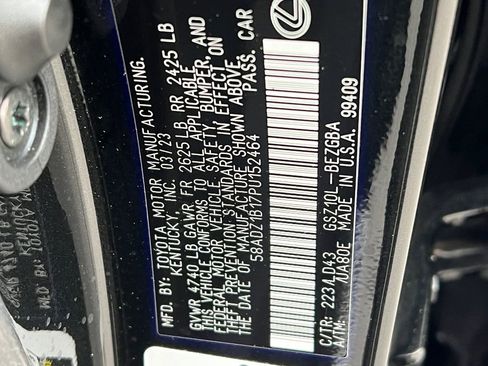 MFD. BY: TOYOTA MOTOR MANUFACTURING,
KENTUCKY, INC. 03/23
GVWR 4740 LB GAWR FR 2625 LB RR 2425 LB
THIS VEHICLE CONFORMS TO ALL APPLICABLE
FEDERAL MOTOR VEHICLE SAFETY, BUMPER, AND
THEFT PREVENTION STANDARDS IN EFFECT ON
THE DATE OF MANUFACTURE SHOWN ABOVE.
58ADZ1B17PU152464 PASS. CAR
C/TR: 223/LD43 GSZ10L-BEZGBA
A/TM: /UA80E MADE IN U.S.A. 99409